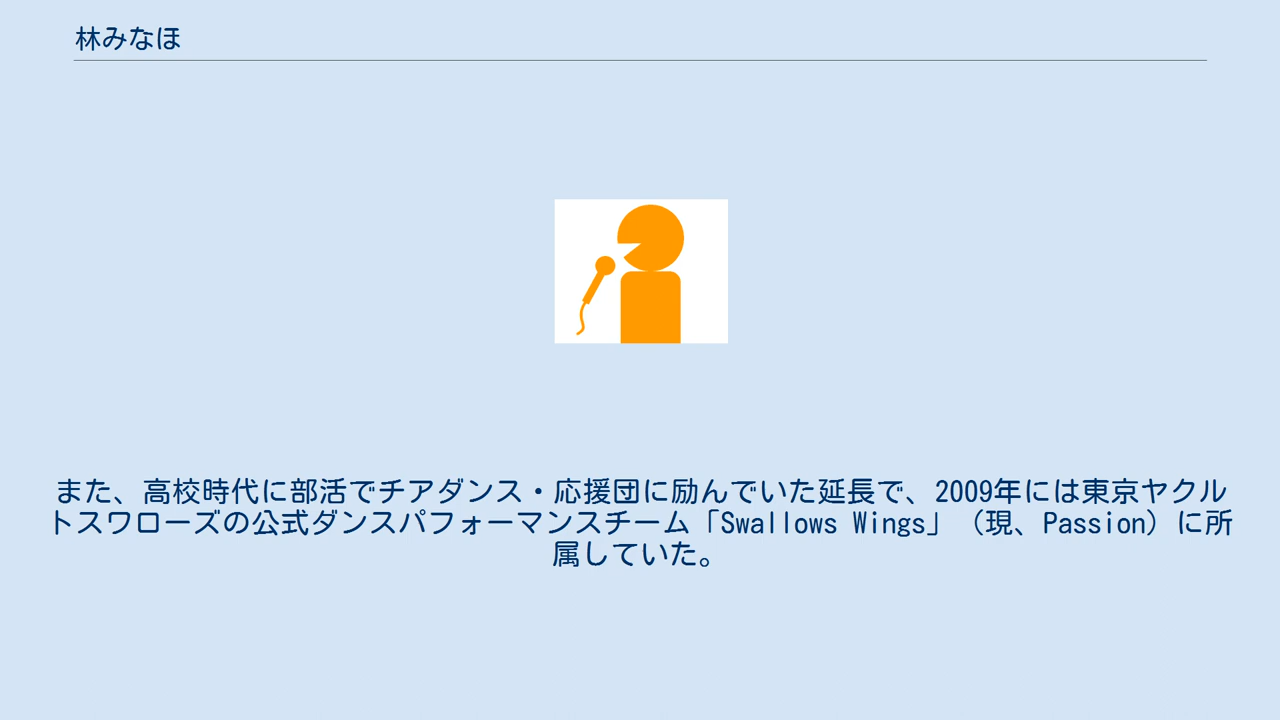 林みなほ
また、高校時代に部活でチアダンス・応援団に励んでいた延長で、2009年には東京ヤクル
トスワローズの公式ダンスパフォーマンスチーム「Swallows Wings」（現、Passion）に所
属していた。